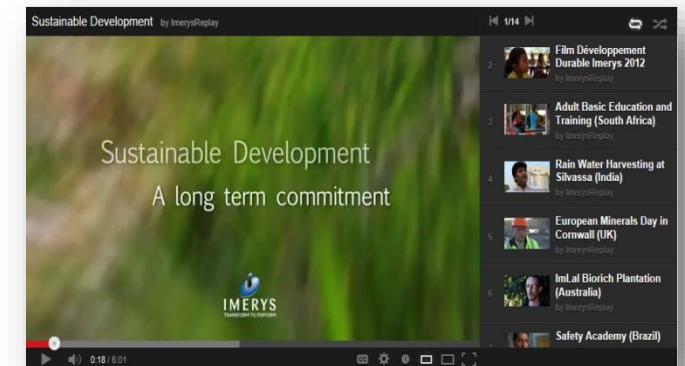 Sustainable Development by ImerysReplay
1/14
Sustainable Development
A long term commitment
IMERYS
TRANSFORM TO PERFORM
0:18 / 6:01
CC
2
Film Développement
Durable Imerys 2012
by ImerysReplay
3
Adult Basic Education and
Training (South Africa)
by ImerysReplay
4
Rain Water Harvesting at
Silvassa (India)
by ImerysReplay
5
European Minerals Day in
Cornwall (UK)
by ImerysReplay
6
ImLal Biorich Plantation
(Australia)
by ImerysReplay
Safety Academy (Brazil)